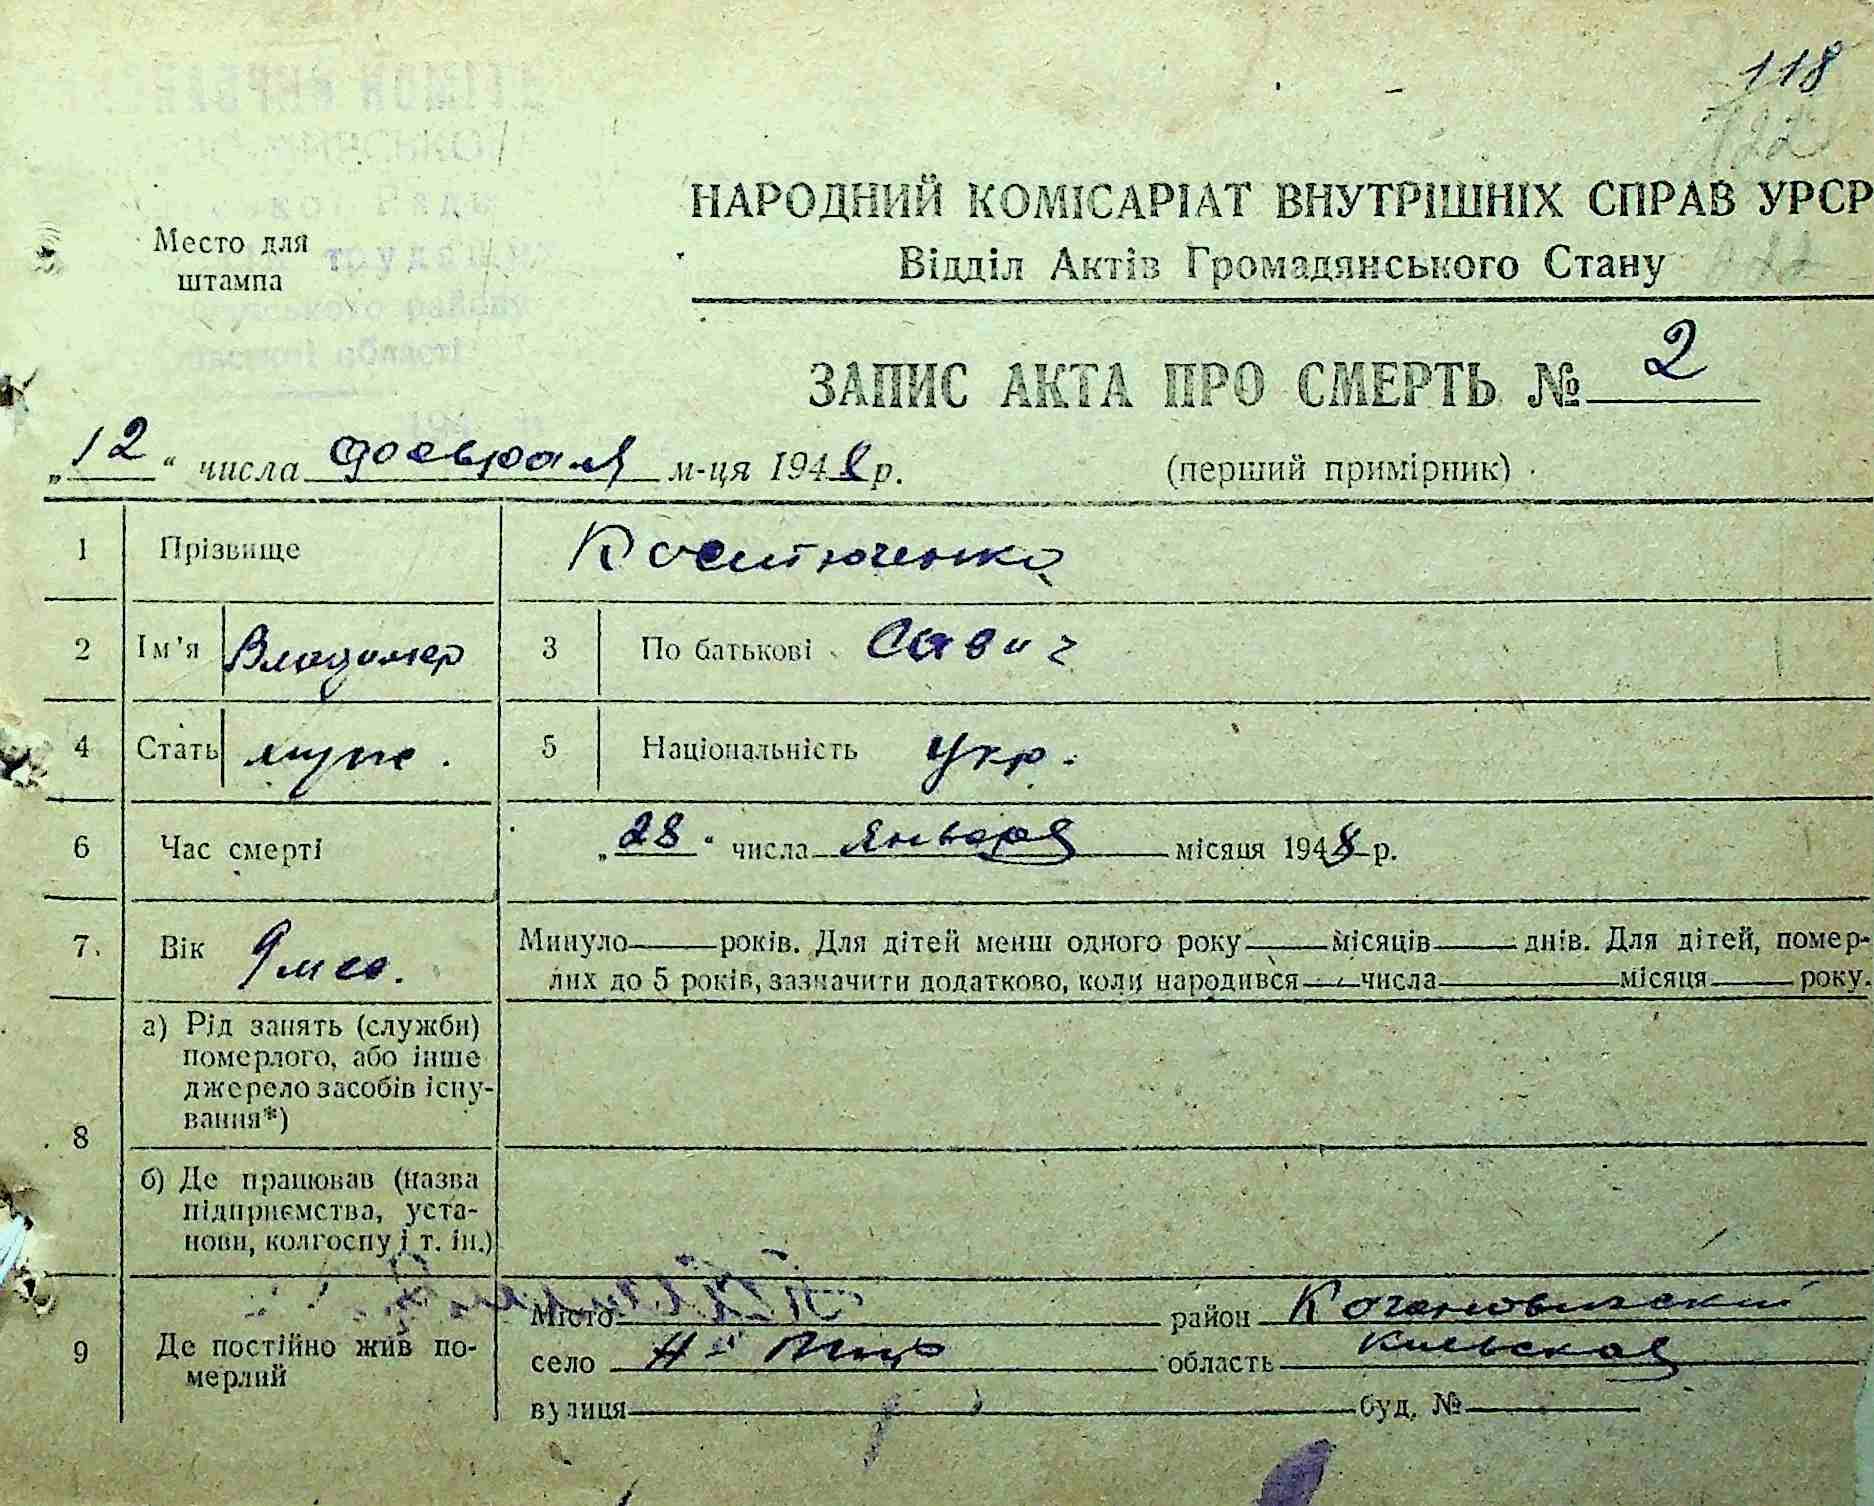 118
122
НАРОДНИЙ КОМІСАРІАТ ВНУТРІШНІХ СПРАВ УРСР
Место для
штампа
Відділ Актів Громадянського Стану
ЗАПИС АКТА ПРО СМЕРТЬ № 2
„12“ числа февраля м-ця 1948 р. (перший примірник)
1 Прізвище Костюченко
2 Ім'я Владимер 3 По батькові Савич
4 Стать муж. 5 Національність Укр.
6 Час смерті „28“ числа января місяця 1948 р.
7 Вік 9 мес. Минуло років. Для дітей менш одного року місяців днів. Для дітей, помер-
лих до 5 років, зазначити додатково, коли народився числа місяця року.
8 а) Рід занять (служби)
померлого, або інше
джерело засобів існу-
вання*)
б) Де працював (назва
підприємства, уста-
нови, колгоспу і т. ін.)
9 Де постійно жив по-
мерлий
Місто район
село область Киевская
вулиця буд. №